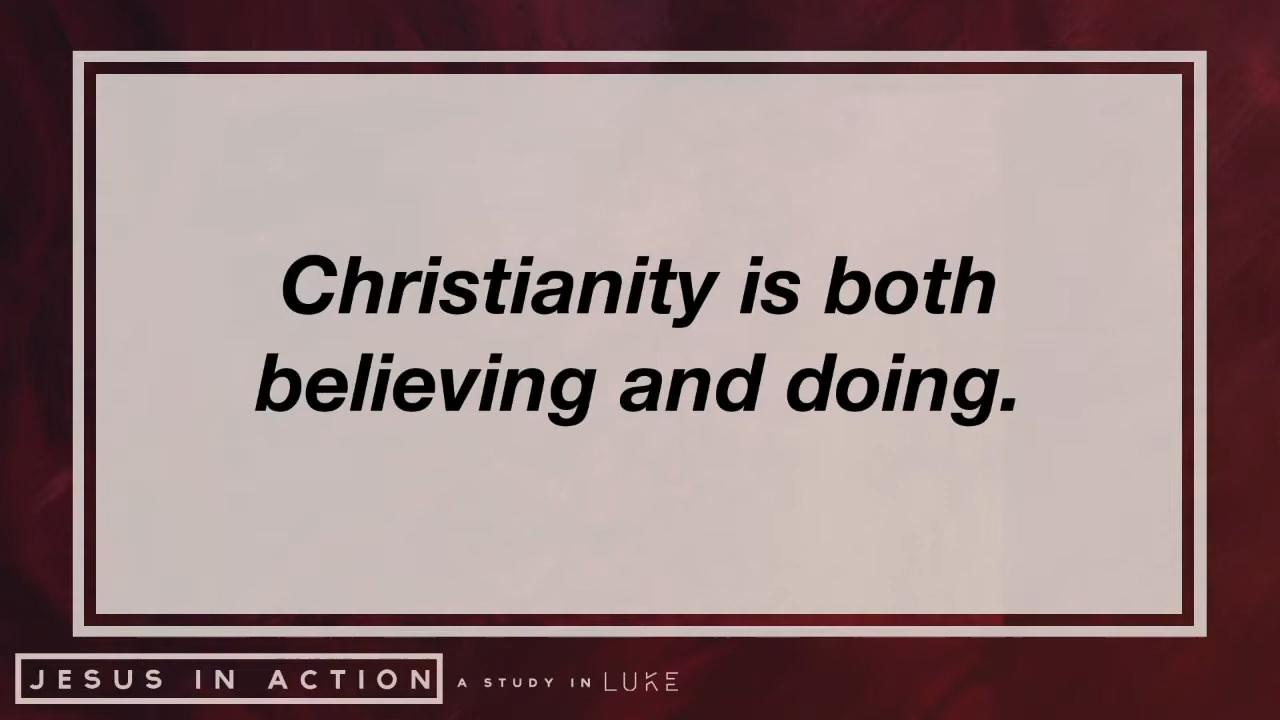 Christianity is both
believing and doing.
JESUS IN ACTION A STUDY IN LUKE